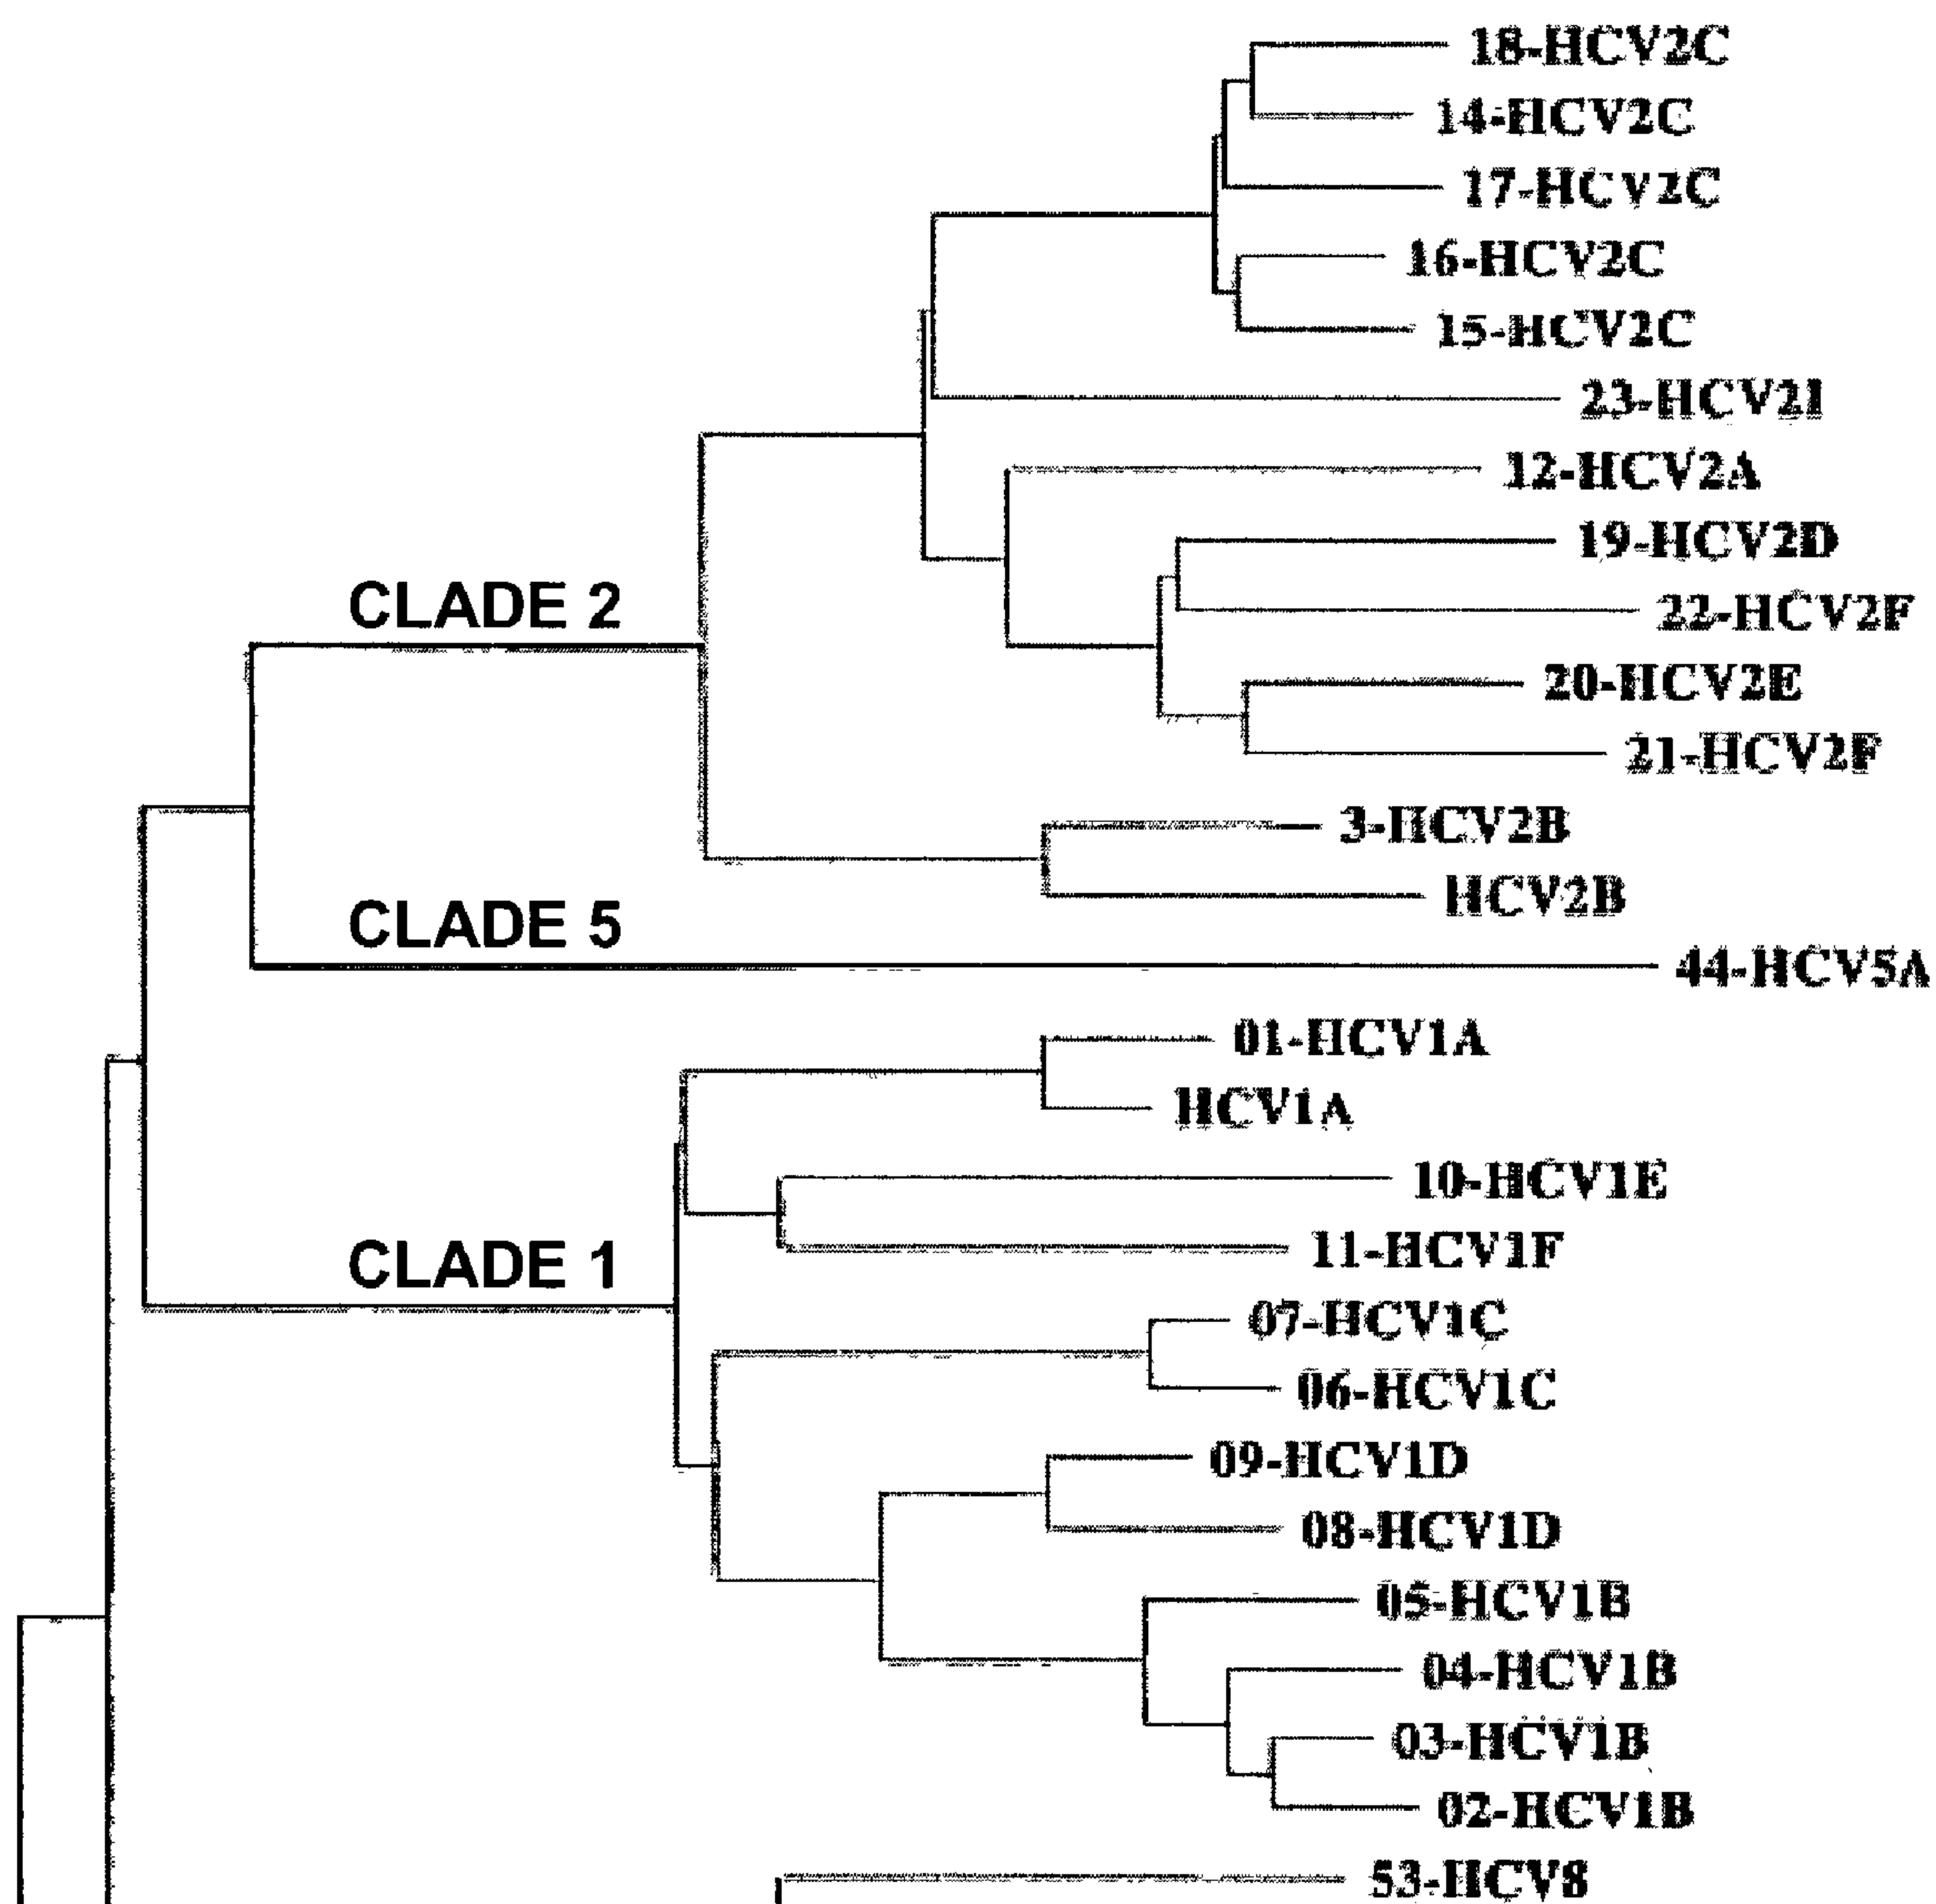 18-HCV2C
14-HCV2C
17-HCV2C
16-HCV2C
15-HCV2C
23-HCV2I
12-HCV2A
19-HCV2D
CLADE 2
22-HCV2F
20-HCV2E
21-HCV2F
3-HCV2B
HCV2B
CLADE 5
44-HCV5A
01-HCV1A
HCV1A
10-HCV1E
11-HCV1F
CLADE 1
07-HCV1C
06-HCV1C
09-HCV1D
08-HCV1D
05-HCV1B
04-HCV1B
03-HCV1B
02-HCV1B
53-HCV8